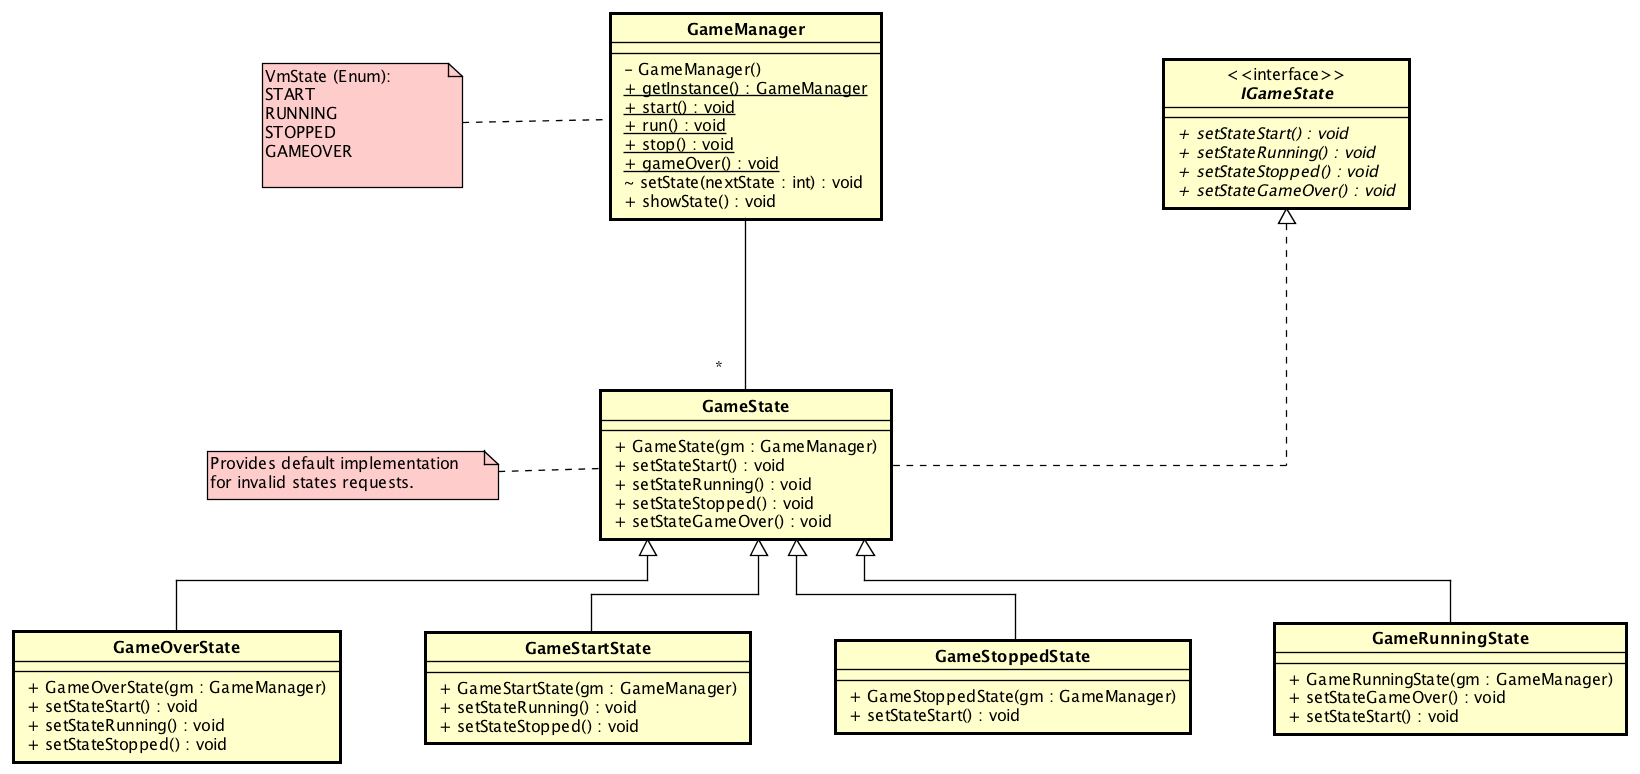 GameManager
- GameManager()
+ getInstance() : GameManager
+ start() : void
+ run() : void
+ stop() : void
+ gameOver() : void
~ setState(nextState : int) : void
+ showState() : void
VmState (Enum):
START
RUNNING
STOPPED
GAMEOVER
<<interface>>
IGameState
+ setStateStart() : void
+ setStateRunning() : void
+ setStateStopped() : void
+ setStateGameOver() : void
*
GameState
+ GameState(gm : GameManager)
+ setStateStart() : void
+ setStateRunning() : void
+ setStateStopped() : void
+ setStateGameOver() : void
Provides default implementation
for invalid states requests.
GameOverState
+ GameOverState(gm : GameManager)
+ setStateStart() : void
+ setStateRunning() : void
+ setStateStopped() : void
GameStartState
+ GameStartState(gm : GameManager)
+ setStateRunning() : void
+ setStateStopped() : void
GameStoppedState
+ GameStoppedState(gm : GameManager)
+ setStateStart() : void
GameRunningState
+ GameRunningState(gm : GameManager)
+ setStateGameOver() : void
+ setStateStart() : void